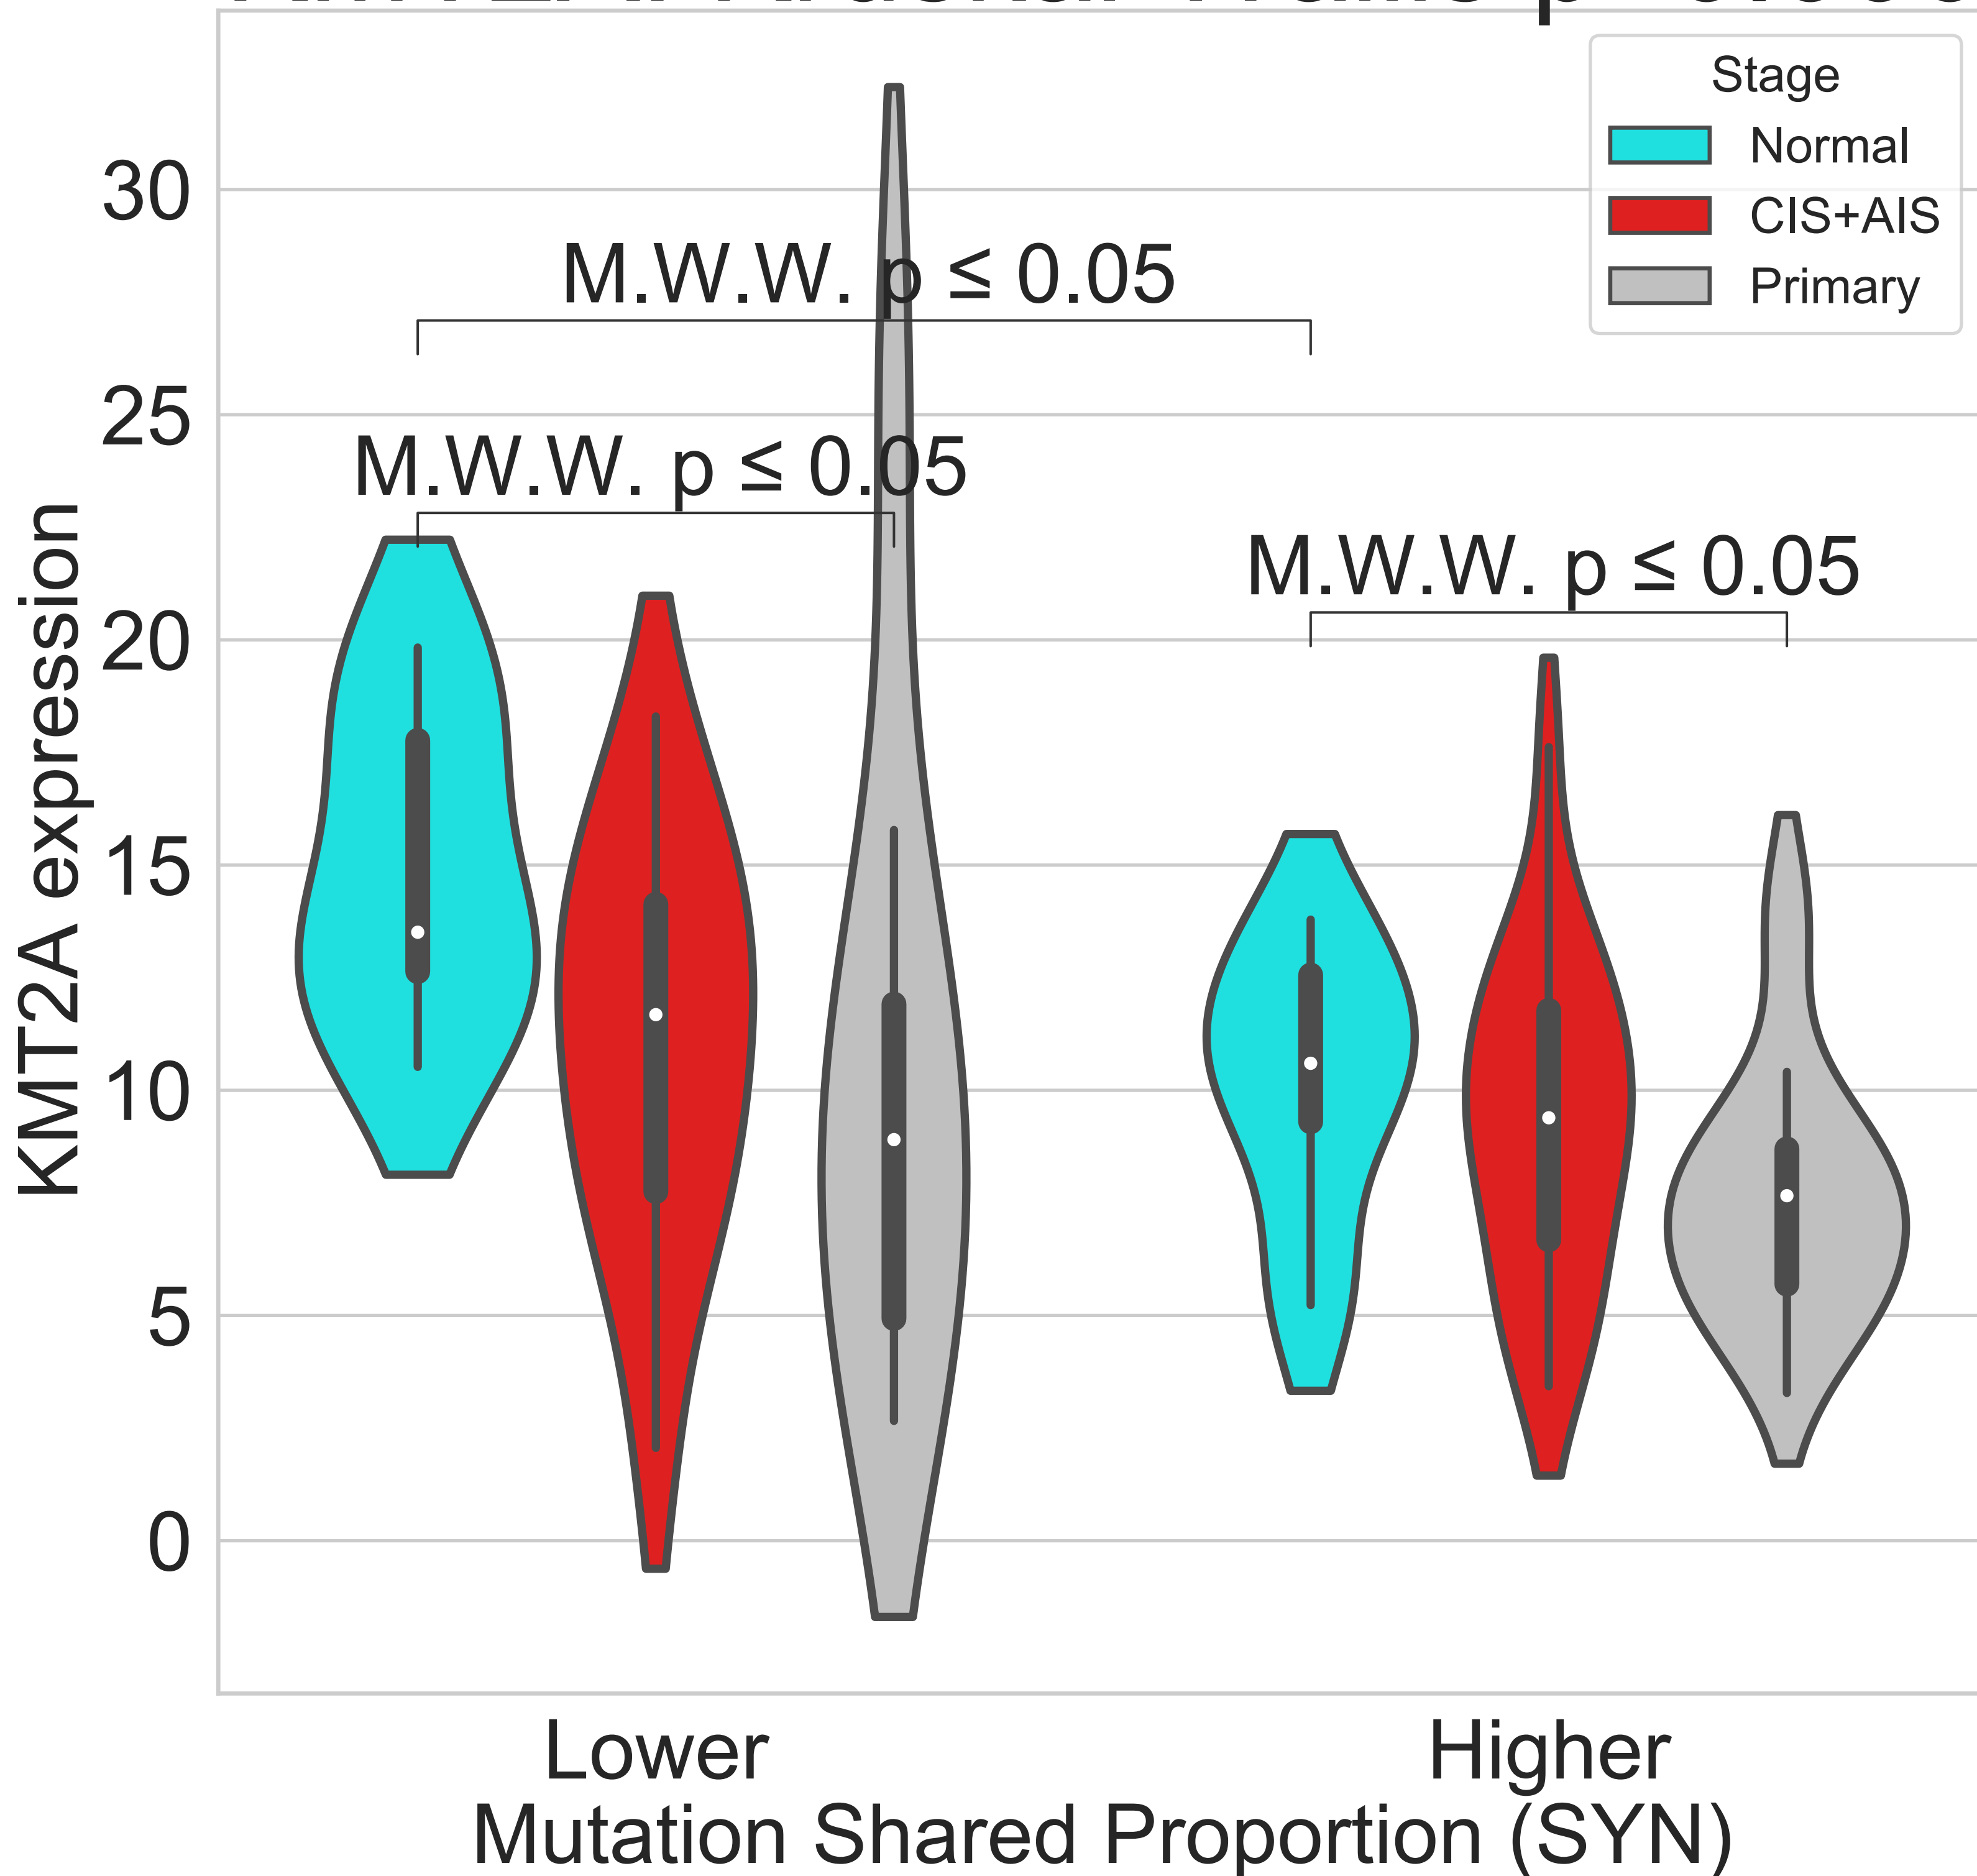 Stage
Normal
CIS+AIS
Primary
30
25
20
15
10
5
0
KMT2A expression
M.W.W. p ≤ 0.05
M.W.W. p ≤ 0.05
M.W.W. p ≤ 0.05
Lower
Higher
Mutation Shared Proportion (SYN)